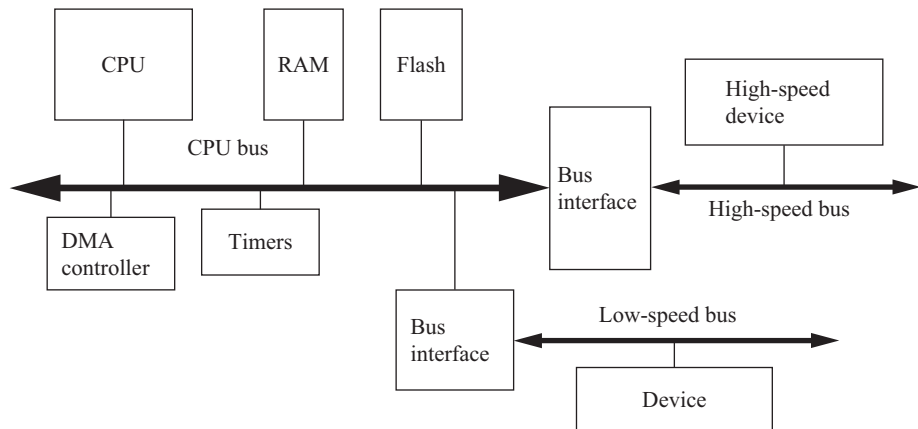 CPU
RAM
Flash
High-speed
device
CPU bus
Bus
interface
High-speed bus
DMA
controller
Timers
Bus
interface
Low-speed bus
Device